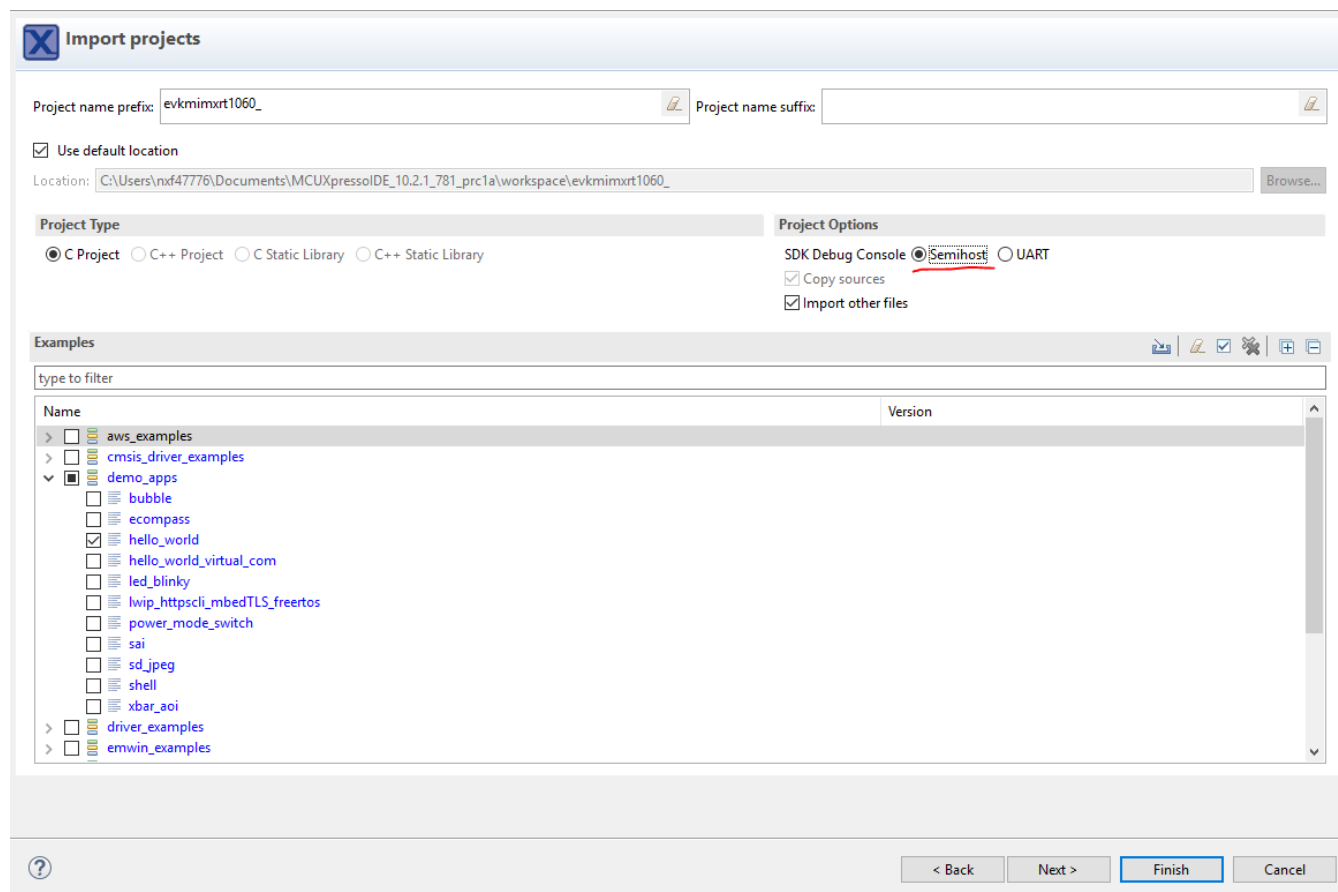 Import projects
Project name prefix: evkmimxrt1060_ Project name suffix:
Use default location
Location: C:\Users\nxf47776\Documents\MCUXpressoIDE_10.2.1_781_prc1a\workspace\evkmimxrt1060_ Browse...
Project Type Project Options
C Project C++ Project C Static Library C++ Static Library SDK Debug Console Semihost UART
Copy sources
Import other files
Examples
type to filter
Name Version
aws_examples
cmsis_driver_examples
demo_apps
bubble
ecompass
hello_world
hello_world_virtual_com
led_blinky
lwip_httpscli_mbedTLS_freertos
power_mode_switch
sai
sd_jpeg
shell
xbar_aoi
driver_examples
emwin_examples
? < Back Next > Finish Cancel